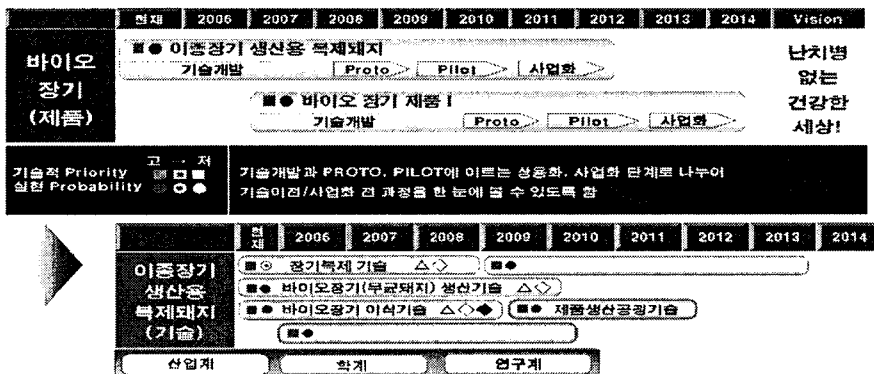 현재 2006 2007 2008 2009 2010 2011 2012 2013 2014 Vision
바이오
장기
(제품)
이종장기 생산용 복제돼지
기술개발 Proto Pilot 사업화
바이오 장기 제품 I
기술개발 Proto Pilot 사업화
난치병
없는
건강한
세상!
고 → 저
기술적 Priority
실현 Probability
기술개발과 PROTO, PILOT에 이르는 상용화, 사업화 단계로 나누어
기술이전/사업화 전 과정을 한 눈에 볼 수 있도록 함
현재 2006 2007 2008 2009 2010 2011 2012 2013 2014
이종장기
생산용
복제돼지
(기술)
장기복제 기술
바이오장기(무균돼지) 생산기술
바이오장기 이식기술 제품생산공정기술
산업계 학계 연구계